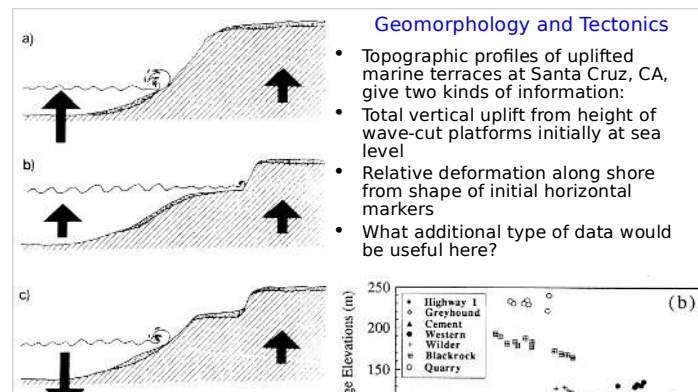 Geomorphology and Tectonics
• Topographic profiles of uplifted
marine terraces at Santa Cruz, CA,
give two kinds of information:
• Total vertical uplift from height of
wave-cut platforms initially at sea
level
• Relative deformation along shore
from shape of initial horizontal
markers
• What additional type of data would
be useful here?
a)
b)
c)
ge Elevations (m)
250
200
150
Highway 1
Greyhound
Cement
Western
Wilder
Blackrock
Quarry
(b)